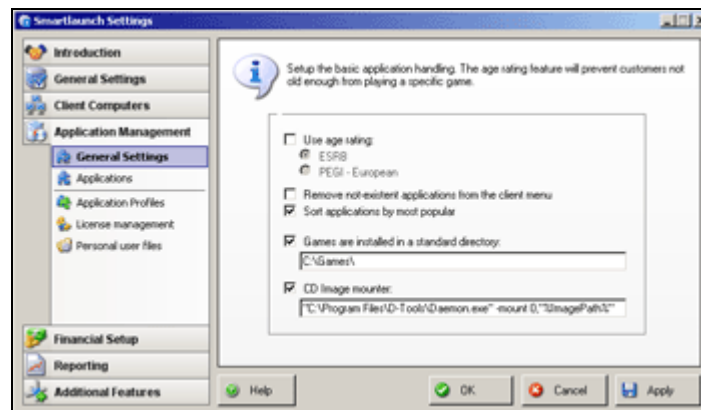 Smartlaunch Settings
Introduction
General Settings
Client Computers
Application Management
General Settings
Applications
Application Profiles
License management
Personal user files
Financial Setup
Reporting
Additional Features
Setup the basic application handling. The age rating feature will prevent customers not
old enough from playing a specific game.
Use age rating:
ESRB
PEGI - European
Remove not-existent applications from the client menu
Sort applications by most popular
Games are installed in a standard directory:
C:\Games\
CD Image mounter:
"C:\Program Files\D-Tools\Daemon.exe" -mount 0,"%ImagePath%"
Help
OK
Cancel
Apply